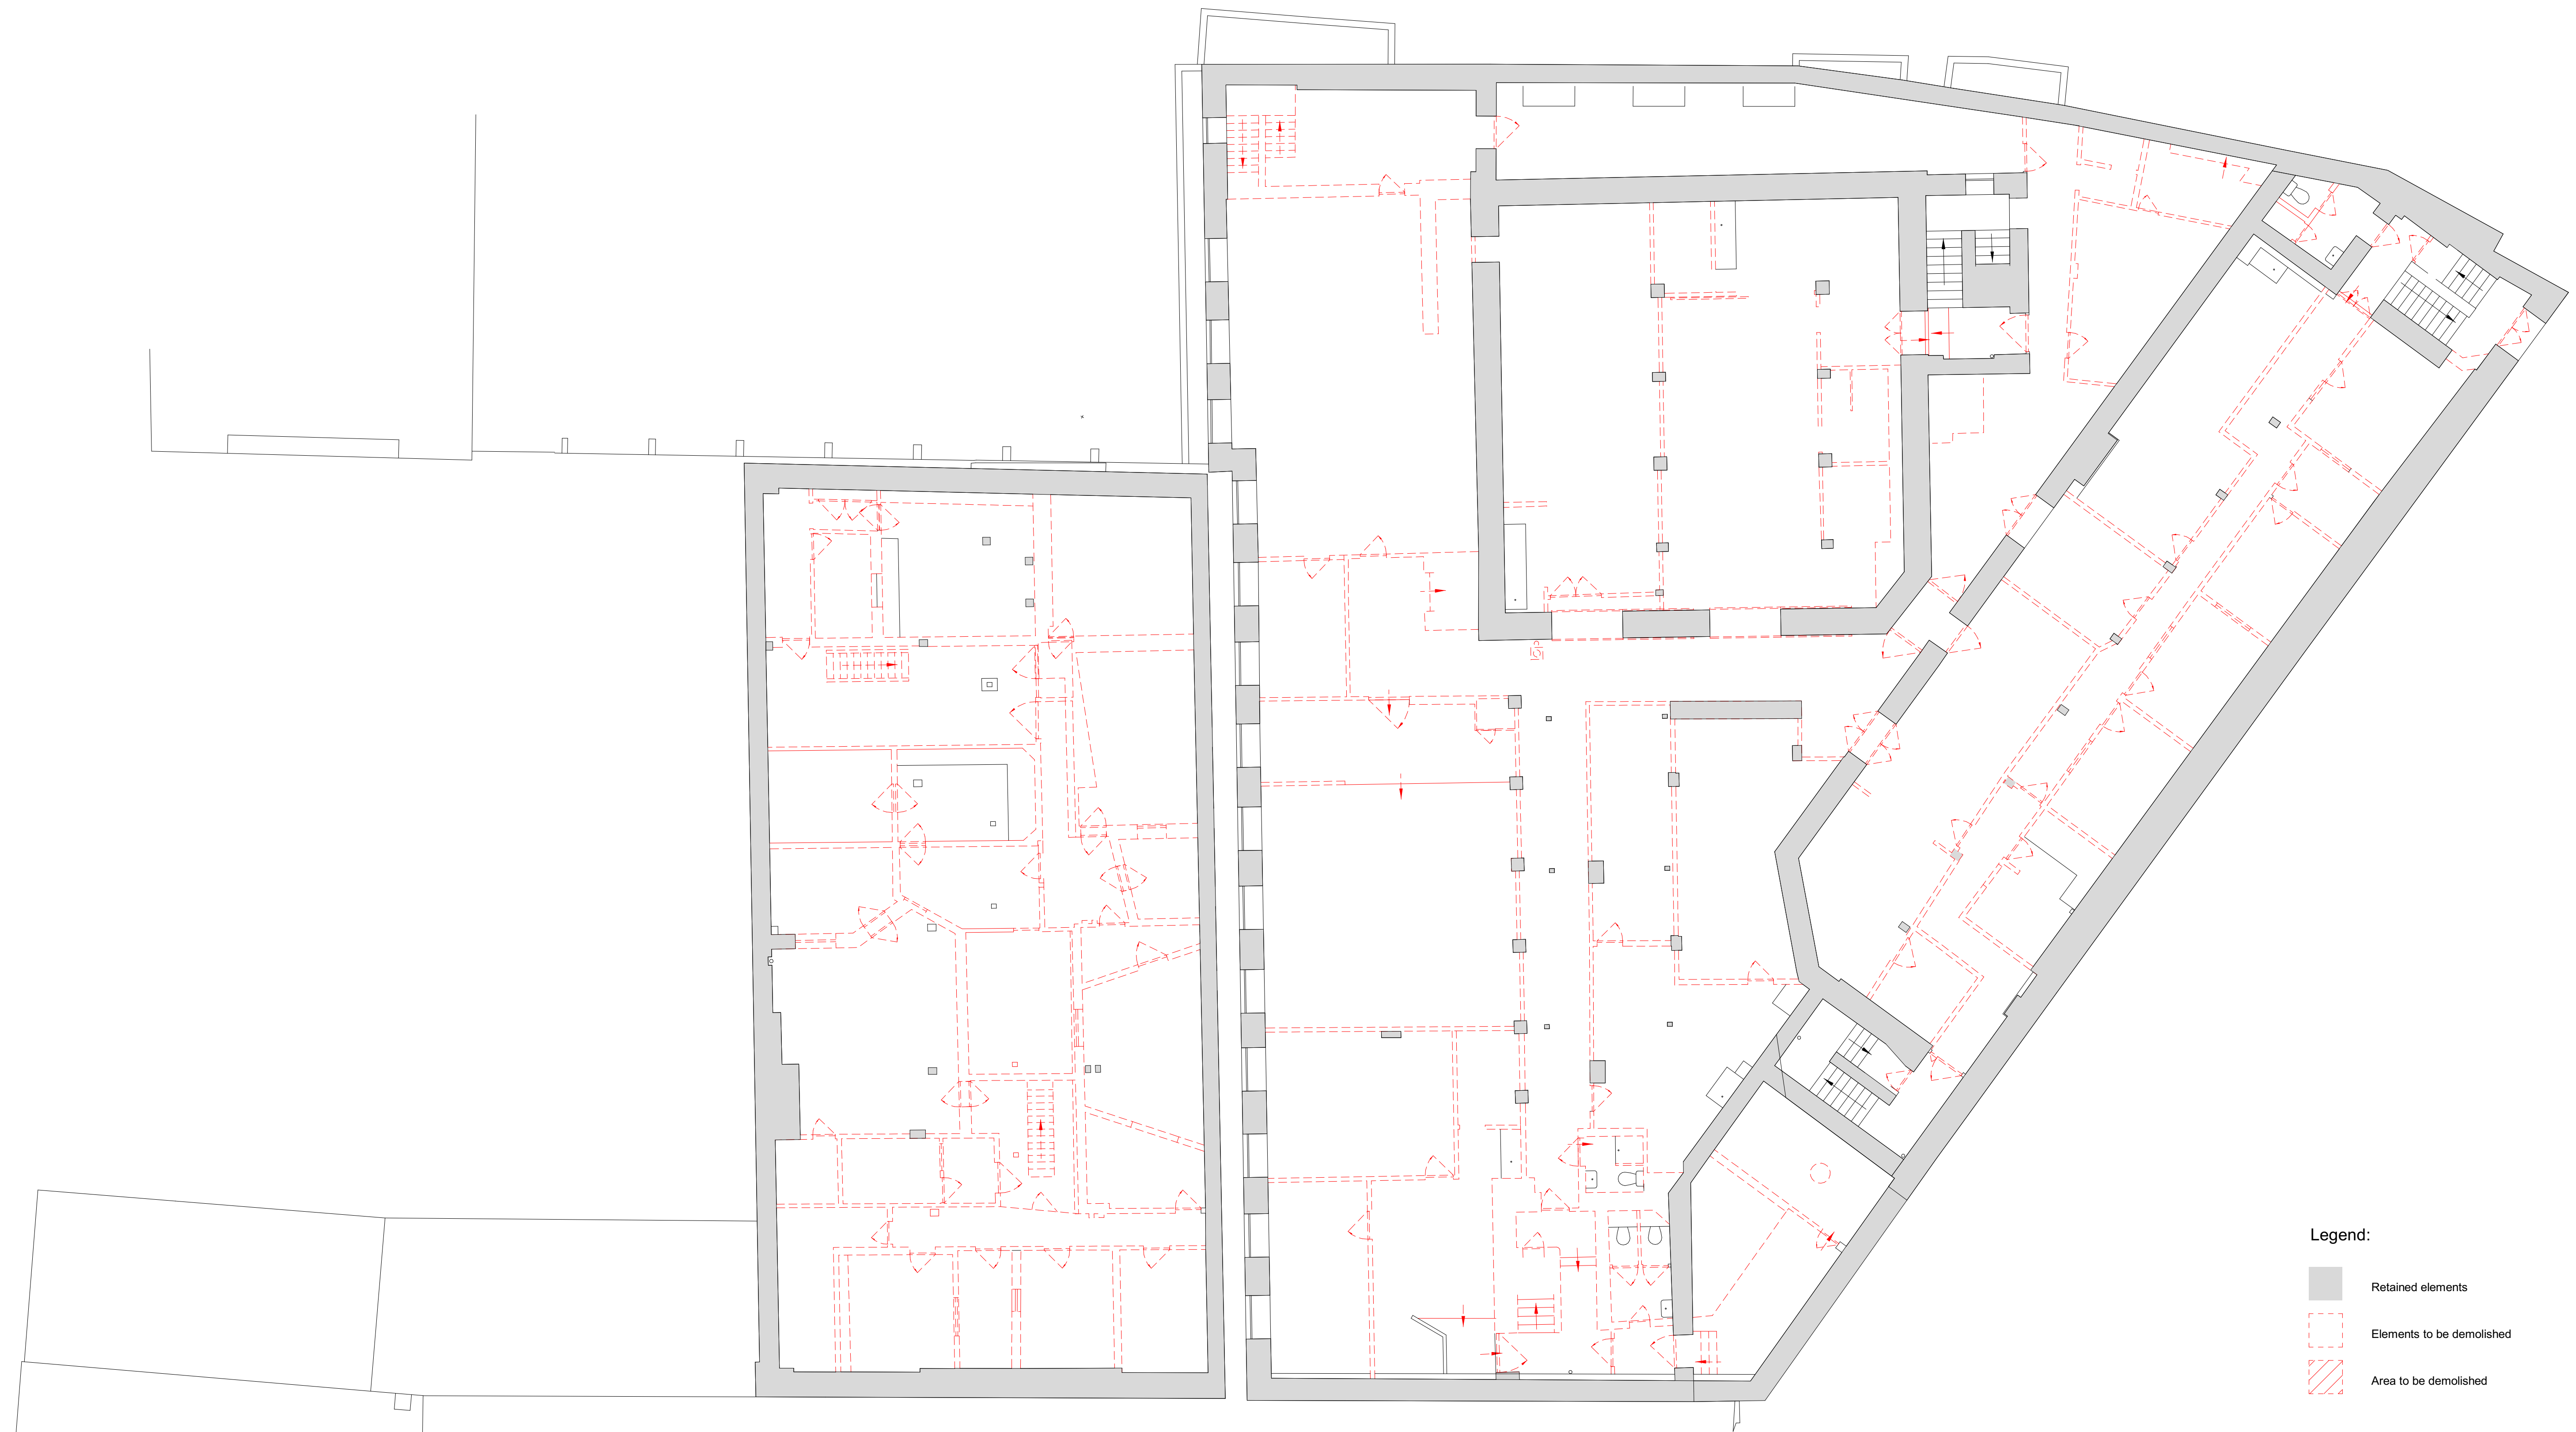 Legend:
Retained elements
Elements to be demolished
Area to be demolished